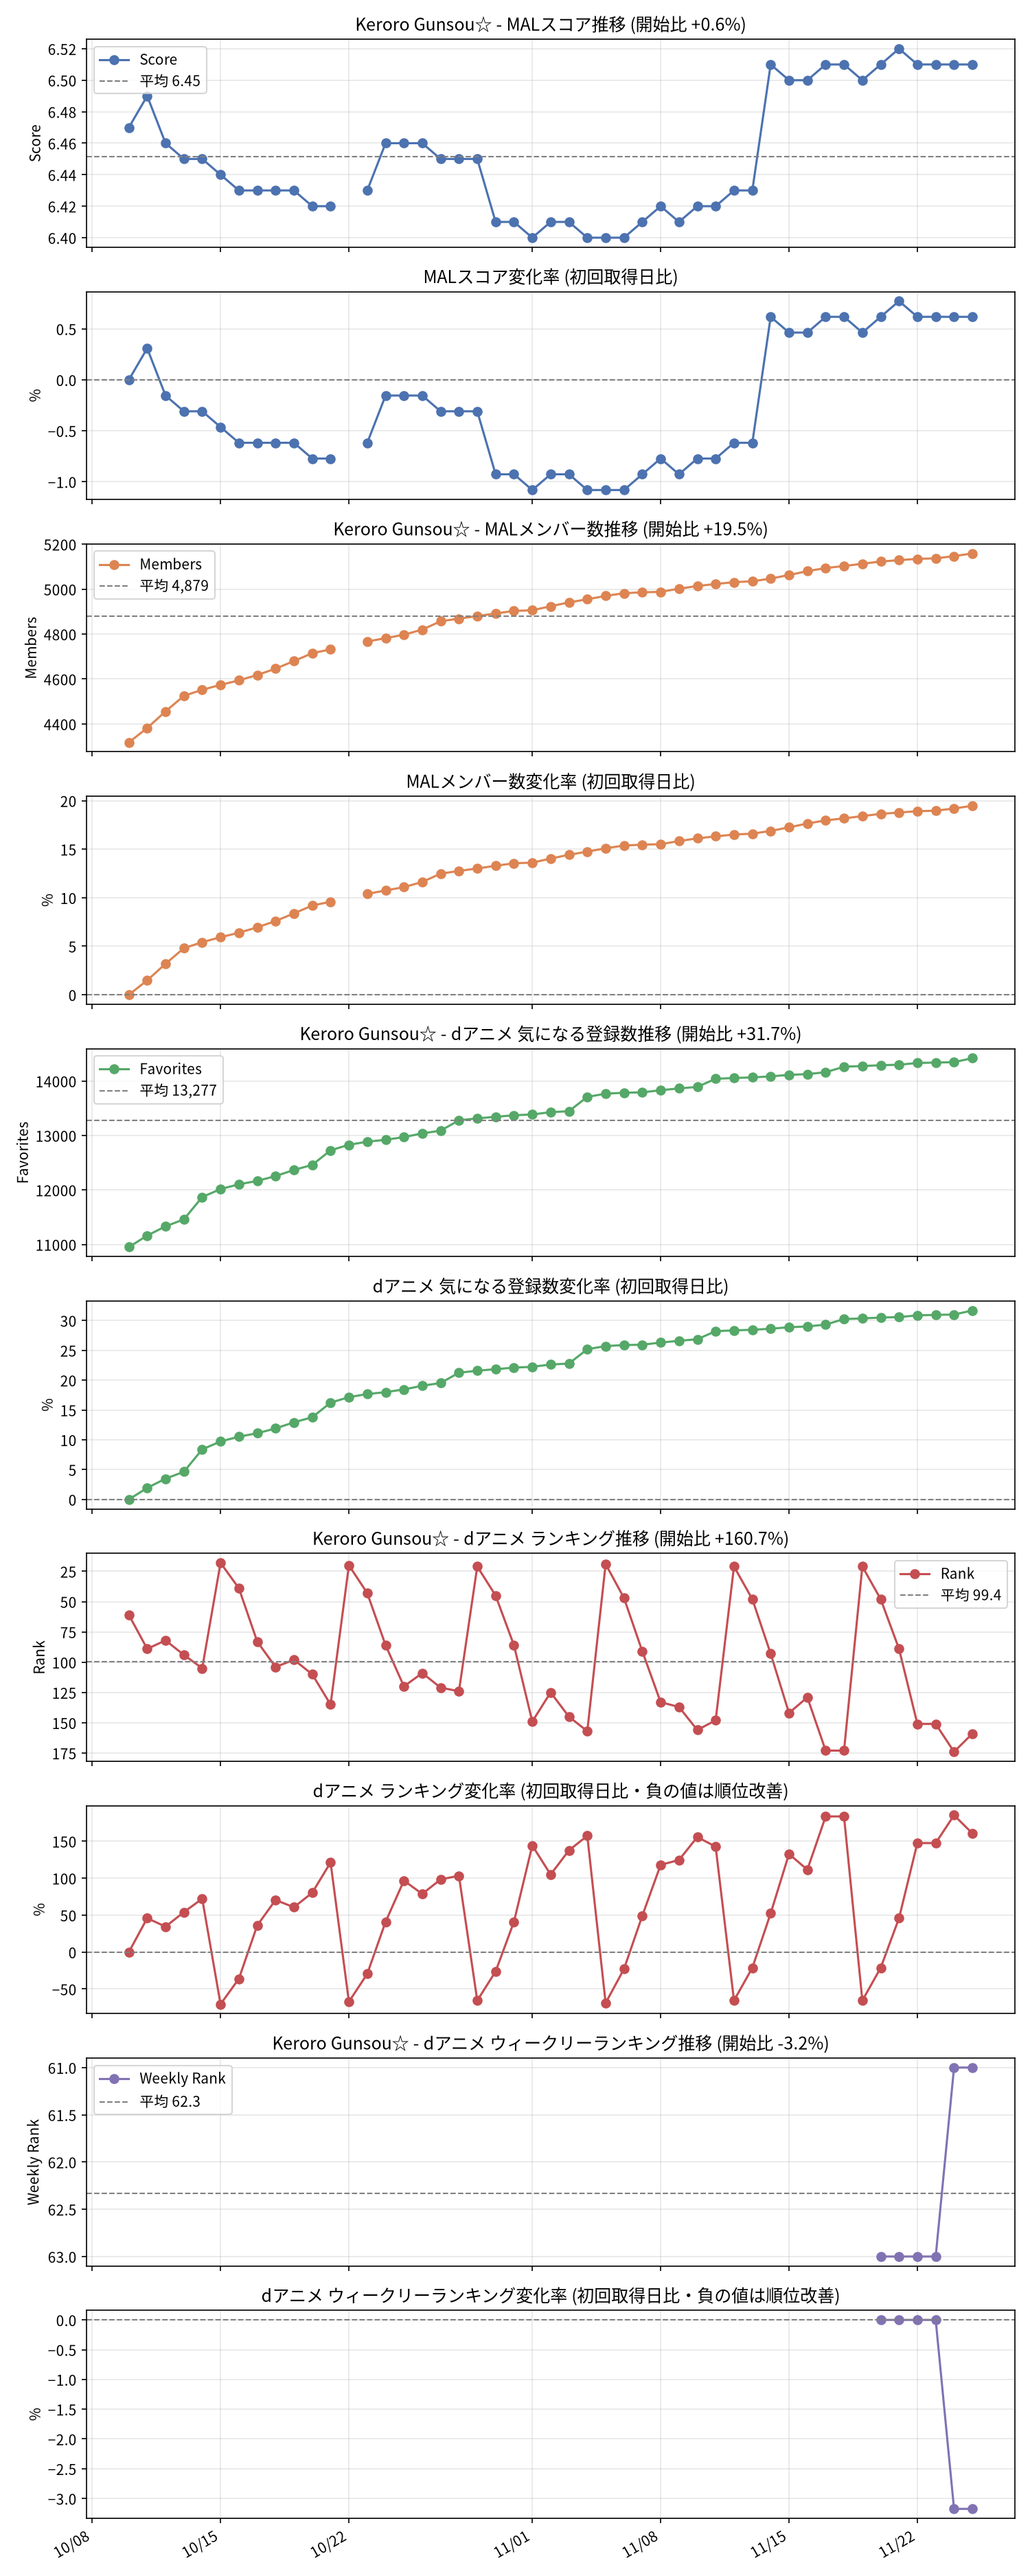 Keroro Gunsou☆ - MALスコア推移 (開始比 +0.6%)
Score
6.52
6.50
6.48
6.46
6.44
6.42
6.40
Score
平均 6.45
MALスコア変化率 (初回取得日比)
%
0.5
0.0
−0.5
−1.0
Keroro Gunsou☆ - MALメンバー数推移 (開始比 +19.5%)
Members
5200
5000
4800
4600
4400
Members
平均 4,879
MALメンバー数変化率 (初回取得日比)
%
20
15
10
5
0
Keroro Gunsou☆ - dアニメ 気になる登録数推移 (開始比 +31.7%)
Favorites
14000
13000
12000
11000
Favorites
平均 13,277
dアニメ 気になる登録数変化率 (初回取得日比)
%
30
25
20
15
10
5
0
Keroro Gunsou☆ - dアニメ ランキング推移 (開始比 +160.7%)
Rank
25
50
75
100
125
150
175
Rank
平均 99.4
dアニメ ランキング変化率 (初回取得日比・負の値は順位改善)
%
150
100
50
0
−50
Keroro Gunsou☆ - dアニメ ウィークリーランキング推移 (開始比 -3.2%)
Weekly Rank
61.0
61.5
62.0
62.5
63.0
Weekly Rank
平均 62.3
dアニメ ウィークリーランキング変化率 (初回取得日比・負の値は順位改善)
%
0.0
−0.5
−1.0
−1.5
−2.0
−2.5
−3.0
10/08
10/15
10/22
11/01
11/08
11/15
11/22